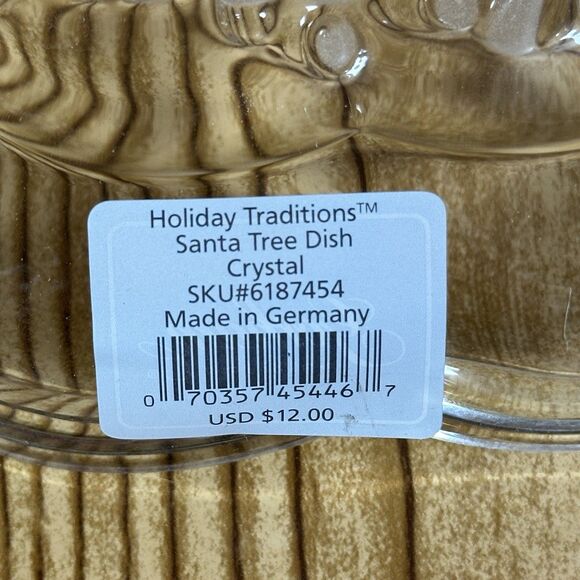 Holiday Traditions™
Santa Tree Dish
Crystal
SKU#6187454
Made in Germany
0 70357 45446 7
USD $12.00